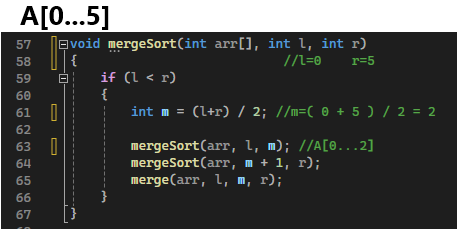 A[0...5]
57 void mergeSort(int arr[], int l, int r)
58 { //l=0 r=5
59 if (l < r)
60 {
61 int m = (l+r) / 2; //m=( 0 + 5 ) / 2 = 2
62
63 mergeSort(arr, l, m); //A[0...2]
64 mergeSort(arr, m + 1, r);
65 merge(arr, l, m, r);
66 }
67 }